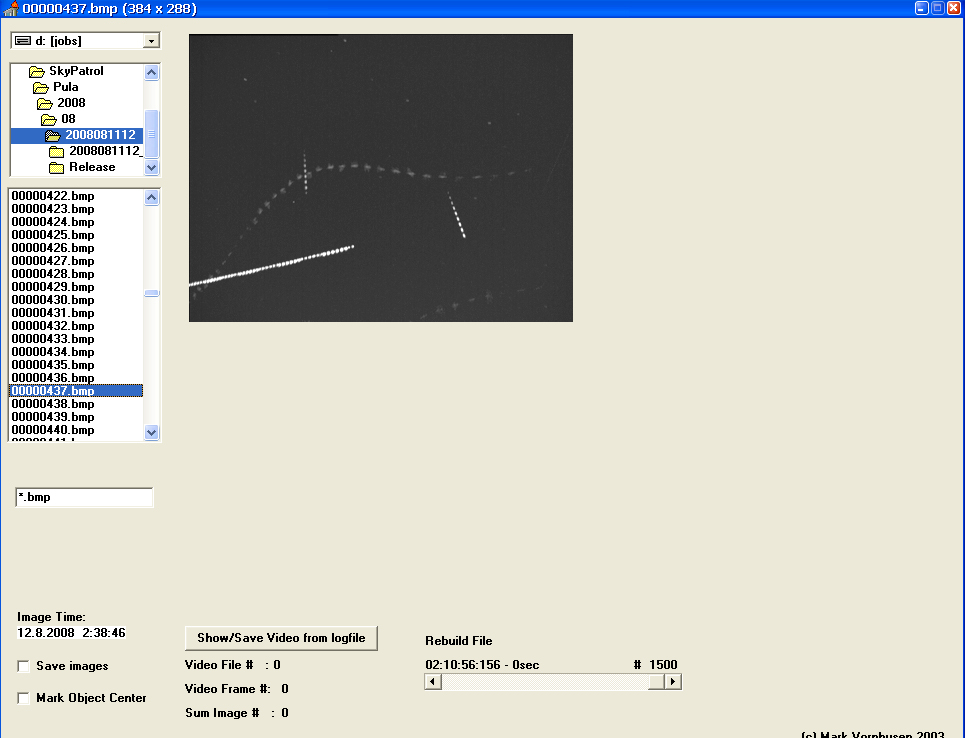 00000437.bmp (384 x 288)
d: [jobs]
SkyPatrol
Pula
2008
08
2008081112
2008081112_
Release
00000422.bmp
00000423.bmp
00000424.bmp
00000425.bmp
00000426.bmp
00000427.bmp
00000428.bmp
00000429.bmp
00000430.bmp
00000431.bmp
00000432.bmp
00000433.bmp
00000434.bmp
00000435.bmp
00000436.bmp
00000437.bmp
00000438.bmp
00000439.bmp
00000440.bmp
*.bmp
Image Time:
12.8.2008 2:38:46
Save images
Mark Object Center
Show/Save Video from logfile
Video File # : 0
Video Frame #: 0
Sum Image # : 0
Rebuild File
02:10:56:156 - 0sec # 1500
(c) Mark Vornhusen 2003